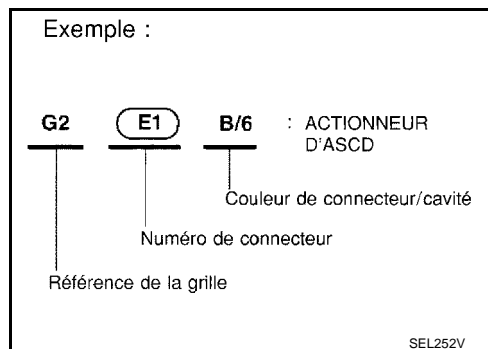 Exemple :
G2 E1 B/6 : ACTIONNEUR
D'ASCD
Couleur de connecteur/cavité
Numéro de connecteur
Référence de la grille
SEL252V